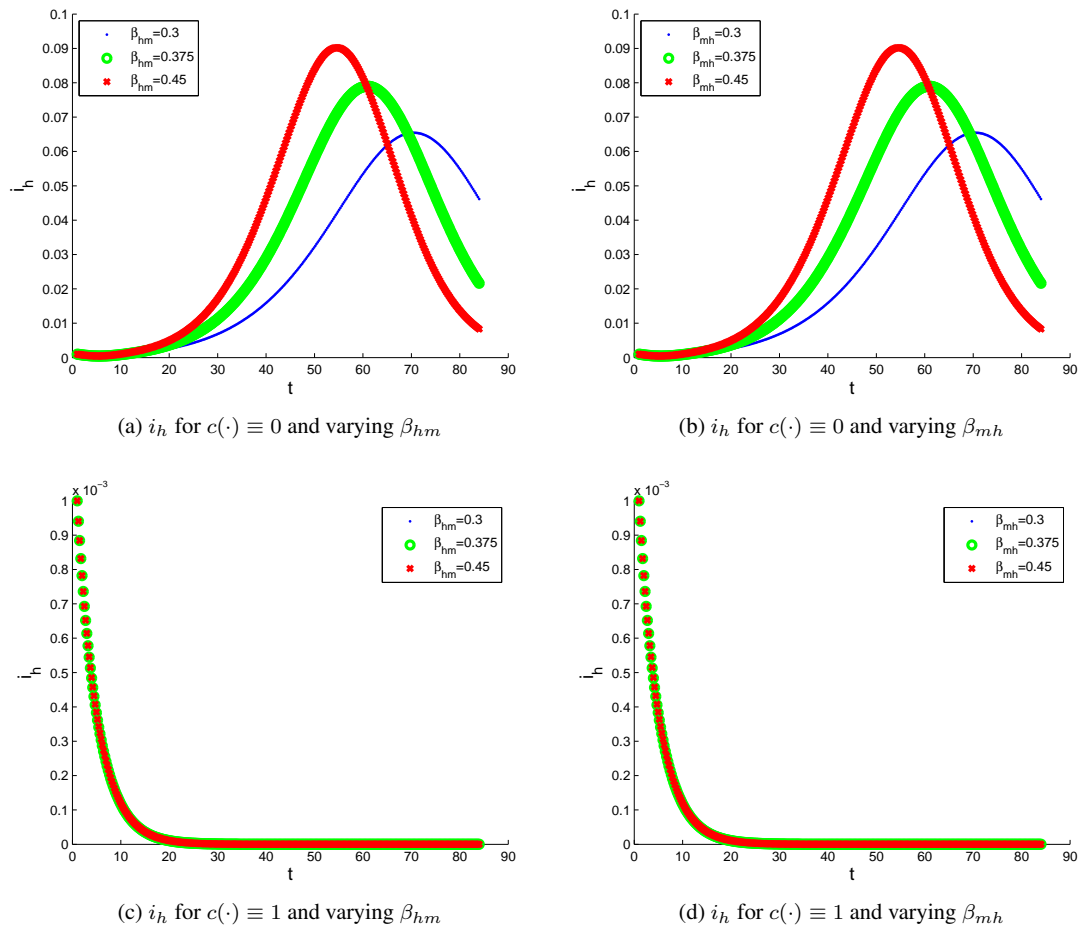 β_hm=0.3
β_hm=0.375
β_hm=0.45
0.1
0.09
0.08
0.07
0.06
0.05
0.04
0.03
0.02
0.01
0
i_h
0 10 20 30 40 50 60 70 80 90
t
(a) i_h for c(·) ≡ 0 and varying β_hm
β_mh=0.3
β_mh=0.375
β_mh=0.45
0.1
0.09
0.08
0.07
0.06
0.05
0.04
0.03
0.02
0.01
0
i_h
0 10 20 30 40 50 60 70 80 90
t
(b) i_h for c(·) ≡ 0 and varying β_mh
x 10^-3
β_hm=0.3
β_hm=0.375
β_hm=0.45
1
0.9
0.8
0.7
0.6
0.5
0.4
0.3
0.2
0.1
0
i_h
0 10 20 30 40 50 60 70 80 90
t
(c) i_h for c(·) ≡ 1 and varying β_hm
x 10^-3
β_mh=0.3
β_mh=0.375
β_mh=0.45
1
0.9
0.8
0.7
0.6
0.5
0.4
0.3
0.2
0.1
0
i_h
0 10 20 30 40 50 60 70 80 90
t
(d) i_h for c(·) ≡ 1 and varying β_mh